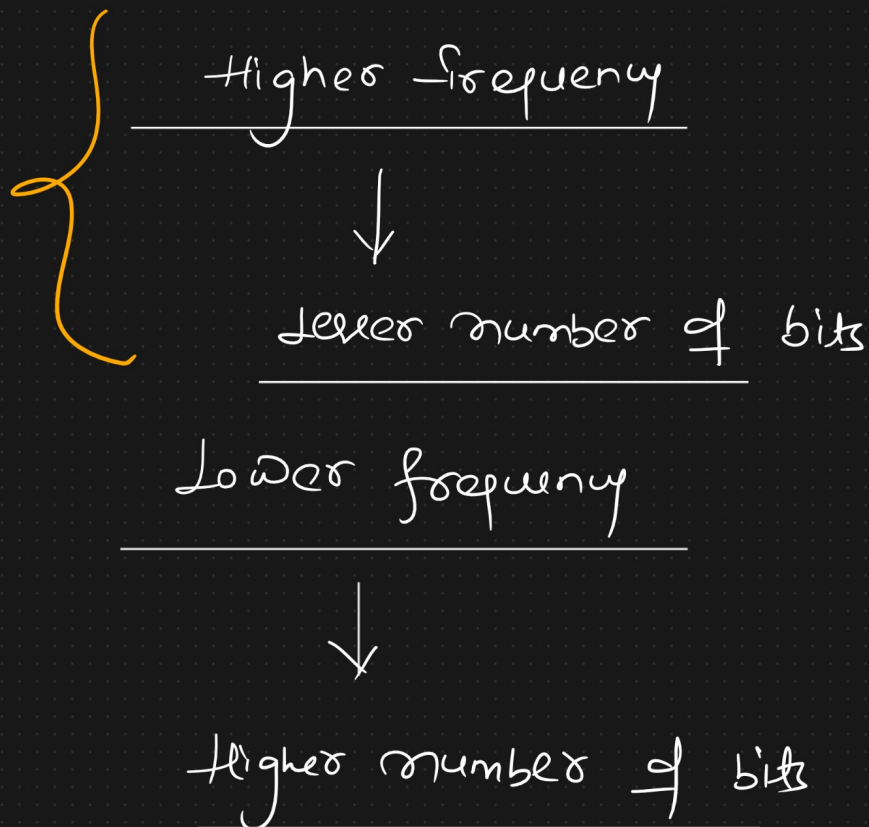 Higher frequency
Lesser number of bits
Lower frequency
Higher number of bits